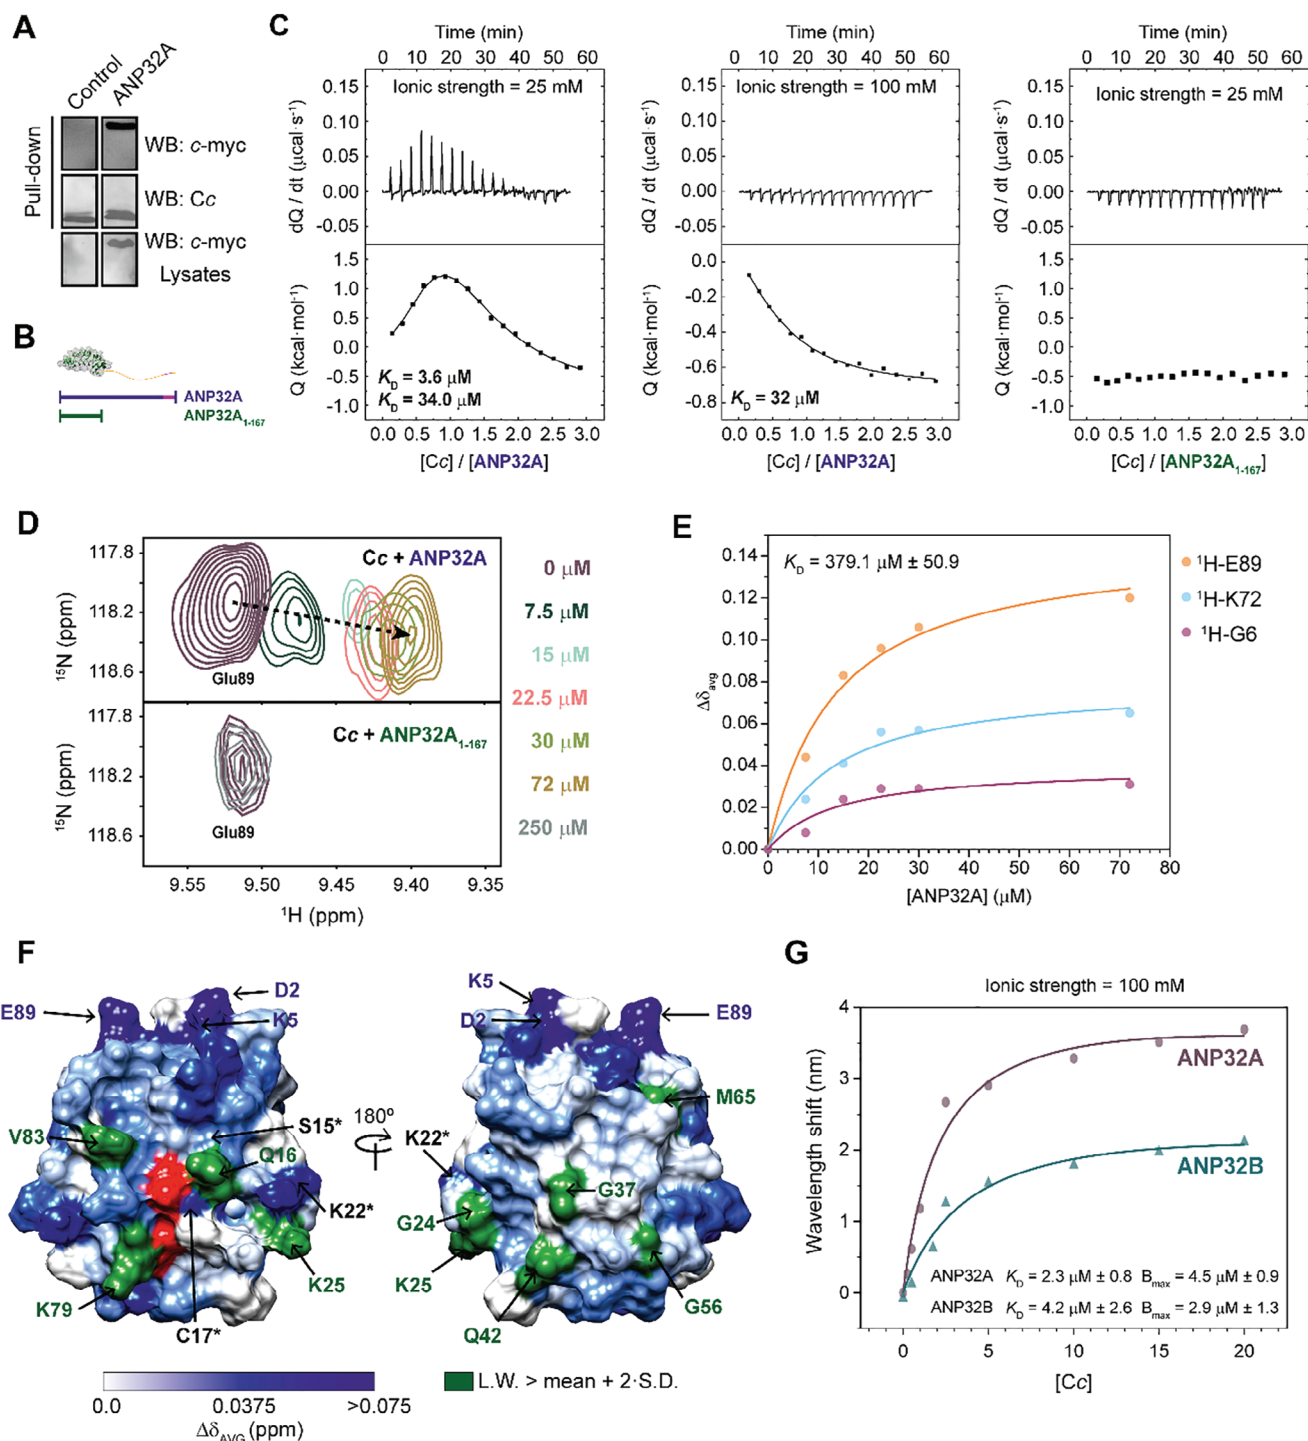 A
Control
ANP32A
Pull-down
WB: c-myc
WB: Cc
WB: c-myc
Lysates
B
ANP32A
ANP32A1-167
C
Time (min)
0 10 20 30 40 50 60
Ionic strength = 25 mM
dQ / dt (µcal·s⁻¹)
0.15
0.10
0.05
0.00
-0.05
Q (kcal·mol⁻¹)
1.5
1.0
0.5
0.0
-0.5
-1.0
KD = 3.6 µM
KD = 34.0 µM
0.0 0.5 1.0 1.5 2.0 2.5 3.0
[Cc] / [ANP32A]
Time (min)
0 10 20 30 40 50 60
Ionic strength = 100 mM
dQ / dt (µcal·s⁻¹)
0.15
0.10
0.05
0.00
-0.05
Q (kcal·mol⁻¹)
0.0
-0.2
-0.4
-0.6
-0.8
KD = 32 µM
0.0 0.5 1.0 1.5 2.0 2.5 3.0
[Cc] / [ANP32A]
Time (min)
0 10 20 30 40 50 60
Ionic strength = 25 mM
dQ / dt (µcal·s⁻¹)
0.15
0.10
0.05
0.00
-0.05
Q (kcal·mol⁻¹)
1.5
1.0
0.5
0.0
-0.5
-1.0
0.0 0.5 1.0 1.5 2.0 2.5 3.0
[Cc] / [ANP32A1-167]
D
¹⁵N (ppm)
117.8
118.2
118.6
Cc + ANP32A
Glu89
¹⁵N (ppm)
117.8
118.2
118.6
Cc + ANP32A1-167
Glu89
9.55 9.50 9.45 9.40 9.35
¹H (ppm)
0 µM
7.5 µM
15 µM
22.5 µM
30 µM
72 µM
250 µM
E
KD = 379.1 µM ± 50.9
Δδavg
0.14
0.12
0.10
0.08
0.06
0.04
0.02
0.00
0 10 20 30 40 50 60 70 80
[ANP32A] (µM)
¹H-E89
¹H-K72
¹H-G6
F
E89
D2
K5
V83
S15*
Q16
K22*
K25
K79
C17*
180º
K5
D2
E89
M65
K22*
G37
G24
K25
Q42
G56
0.0 0.0375 >0.075
ΔδAVG (ppm)
L.W. > mean + 2·S.D.
G
Ionic strength = 100 mM
Wavelength shift (nm)
4
3
2
1
0
ANP32A
ANP32B
ANP32A KD = 2.3 µM ± 0.8 Bmax = 4.5 µM ± 0.9
ANP32B KD = 4.2 µM ± 2.6 Bmax = 2.9 µM ± 1.3
0 5 10 15 20
[Cc]